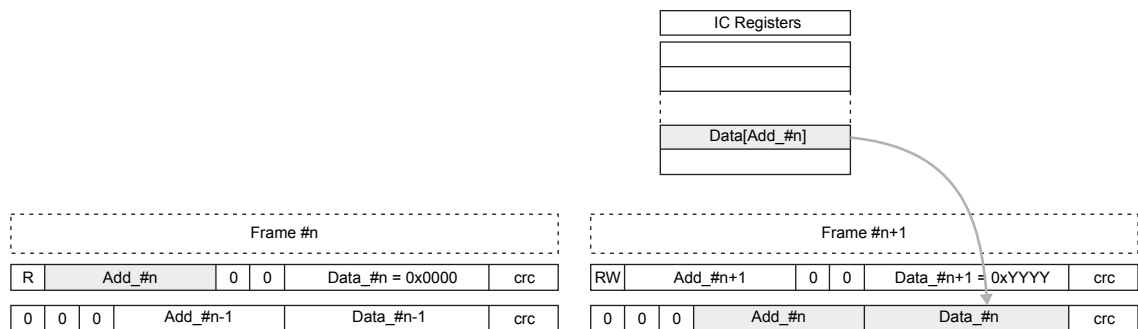 IC Registers
Data[Add_#n]
Frame #n
Frame #n+1
R Add_#n 0 0 Data_#n = 0x0000 crc
RW Add_#n+1 0 0 Data_#n+1 = 0xYYYY crc
0 0 0 Add_#n-1 Data_#n-1 crc
0 0 0 Add_#n Data_#n crc